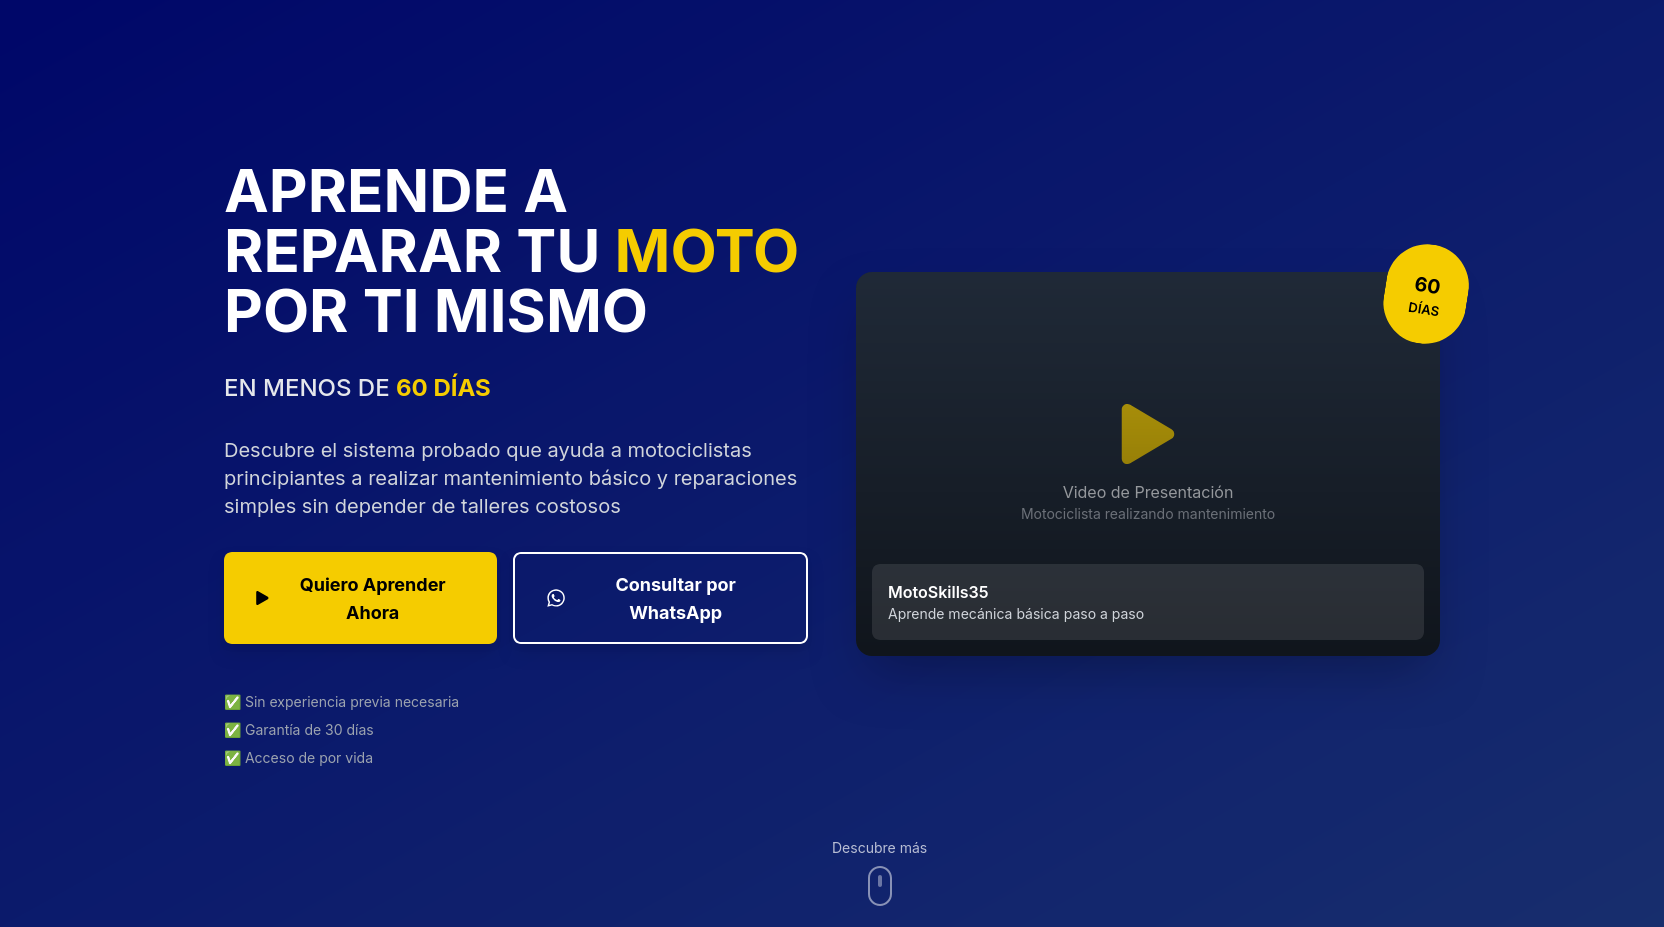 APRENDE A
REPARAR TU MOTO
POR TI MISMO
EN MENOS DE 60 DÍAS
Descubre el sistema probado que ayuda a motociclistas
principiantes a realizar mantenimiento básico y reparaciones
simples sin depender de talleres costosos
Quiero Aprender
Ahora
Consultar por
WhatsApp
✅ Sin experiencia previa necesaria
✅ Garantía de 30 días
✅ Acceso de por vida
60
DÍAS
Video de Presentación
Motociclista realizando mantenimiento
MotoSkills35
Aprende mecánica básica paso a paso
Descubre más